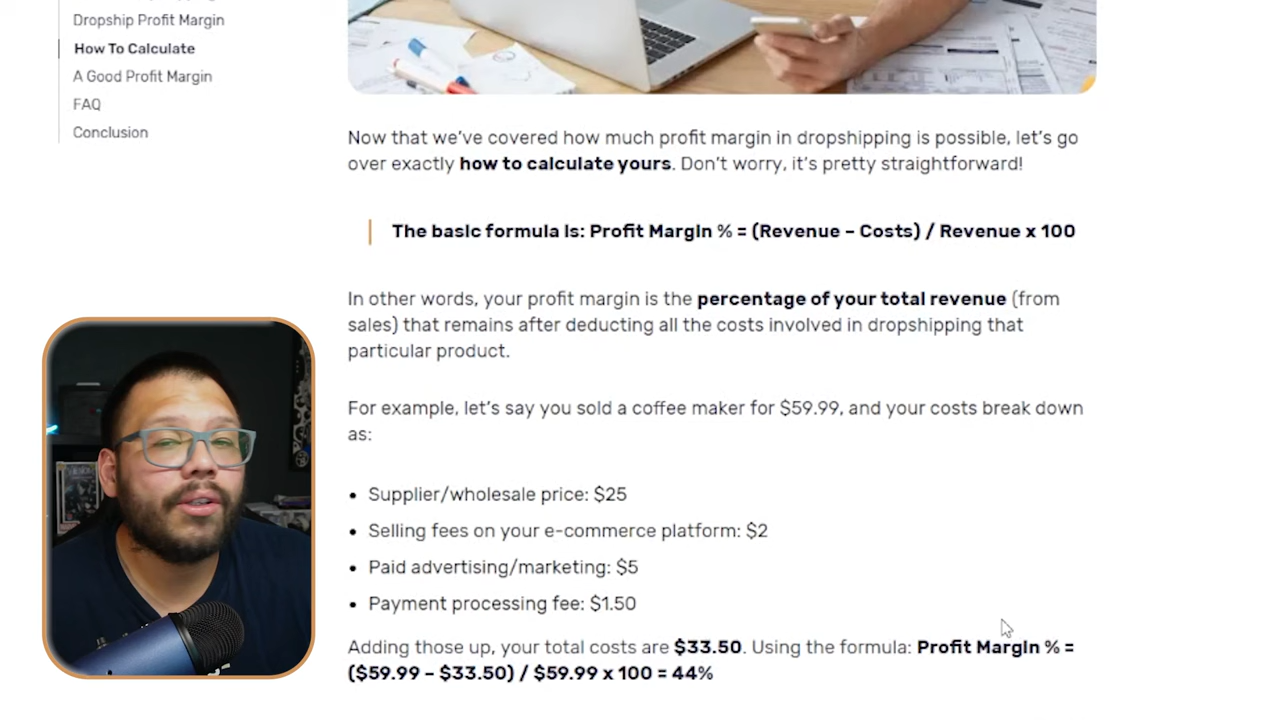 Dropship Profit Margin
How To Calculate
A Good Profit Margin
FAQ
Conclusion
Now that we've covered how much profit margin in dropshipping is possible, let's go
over exactly how to calculate yours. Don't worry, it's pretty straightforward!
The basic formula is: Profit Margin % = (Revenue – Costs) / Revenue x 100
In other words, your profit margin is the percentage of your total revenue (from
sales) that remains after deducting all the costs involved in dropshipping that
particular product.
For example, let's say you sold a coffee maker for $59.99, and your costs break down
as:
• Supplier/wholesale price: $25
• Selling fees on your e-commerce platform: $2
• Paid advertising/marketing: $5
• Payment processing fee: $1.50
Adding those up, your total costs are $33.50. Using the formula: Profit Margin % =
($59.99 – $33.50) / $59.99 x 100 = 44%